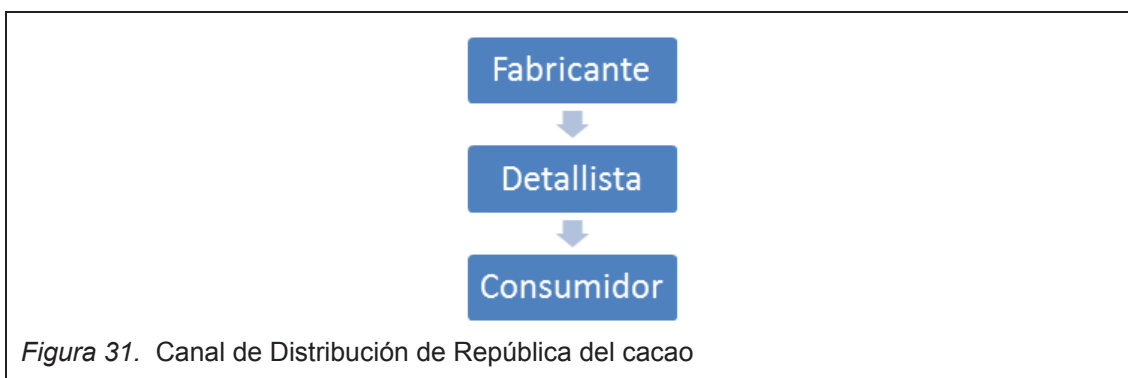 Fabricante
Detallista
Consumidor
Figura 31. Canal de Distribución de República del cacao